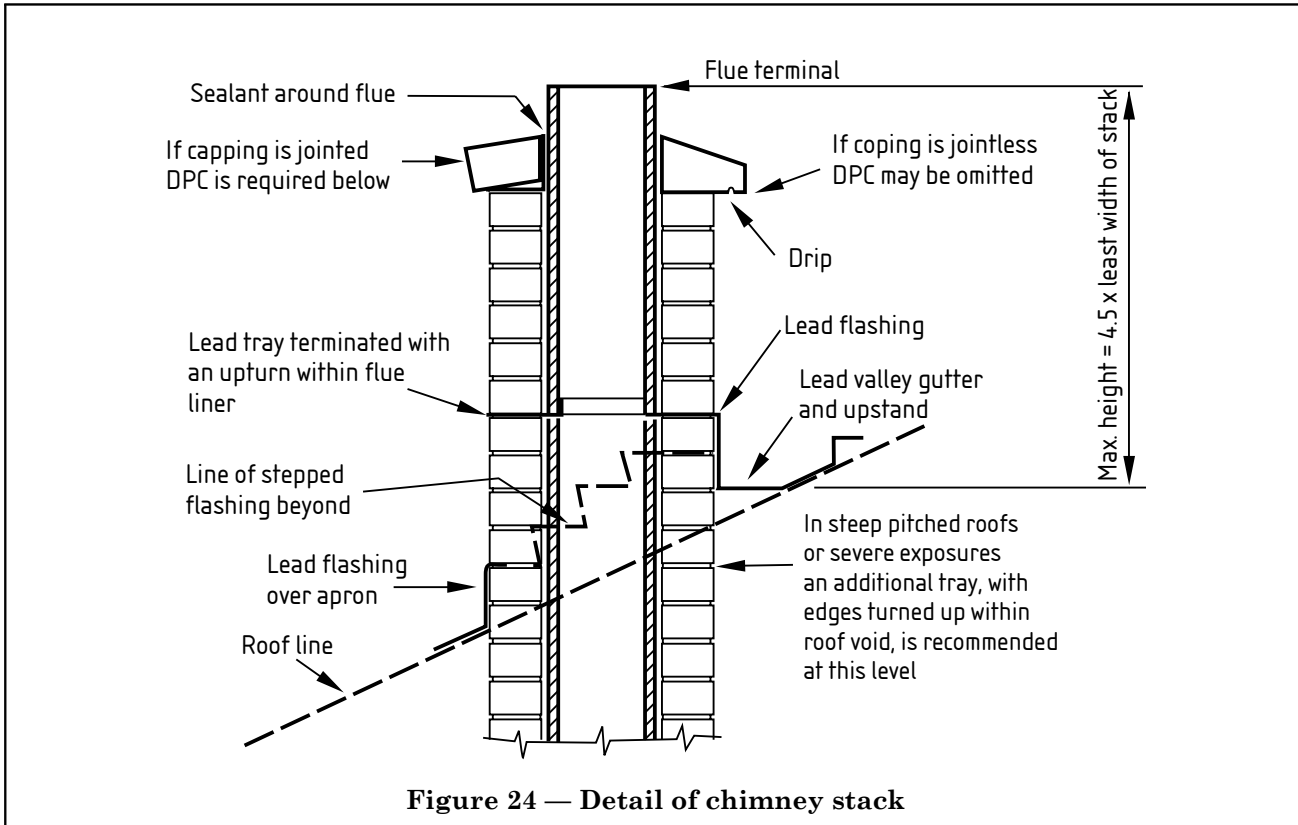 Flue terminal
Sealant around flue
If capping is jointed
DPC is required below
If coping is jointless
DPC may be omitted
Drip
Max. height = 4.5 x least width of stack
Lead tray terminated with
an upturn within flue
liner
Lead flashing
Lead valley gutter
and upstand
Line of stepped
flashing beyond
Lead flashing
over apron
Roof line
In steep pitched roofs
or severe exposures
an additional tray, with
edges turned up within
roof void, is recommended
at this level
Figure 24 — Detail of chimney stack